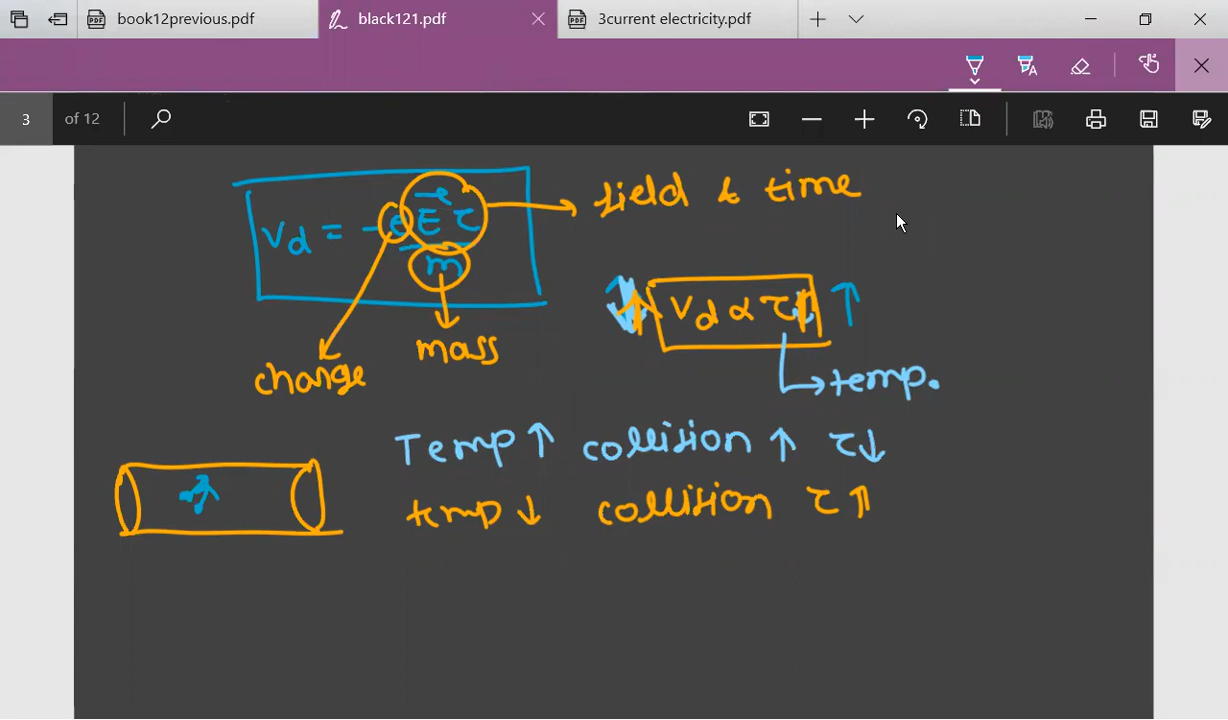 book12previous.pdf black121.pdf 3current electricity.pdf
3 of 12
field & time
Vd = -eEτ
m
Vd ∝ τ
mass
change
temp.
Temp ↑ collision ↑ τ↓
temp ↓ collision τ ↑